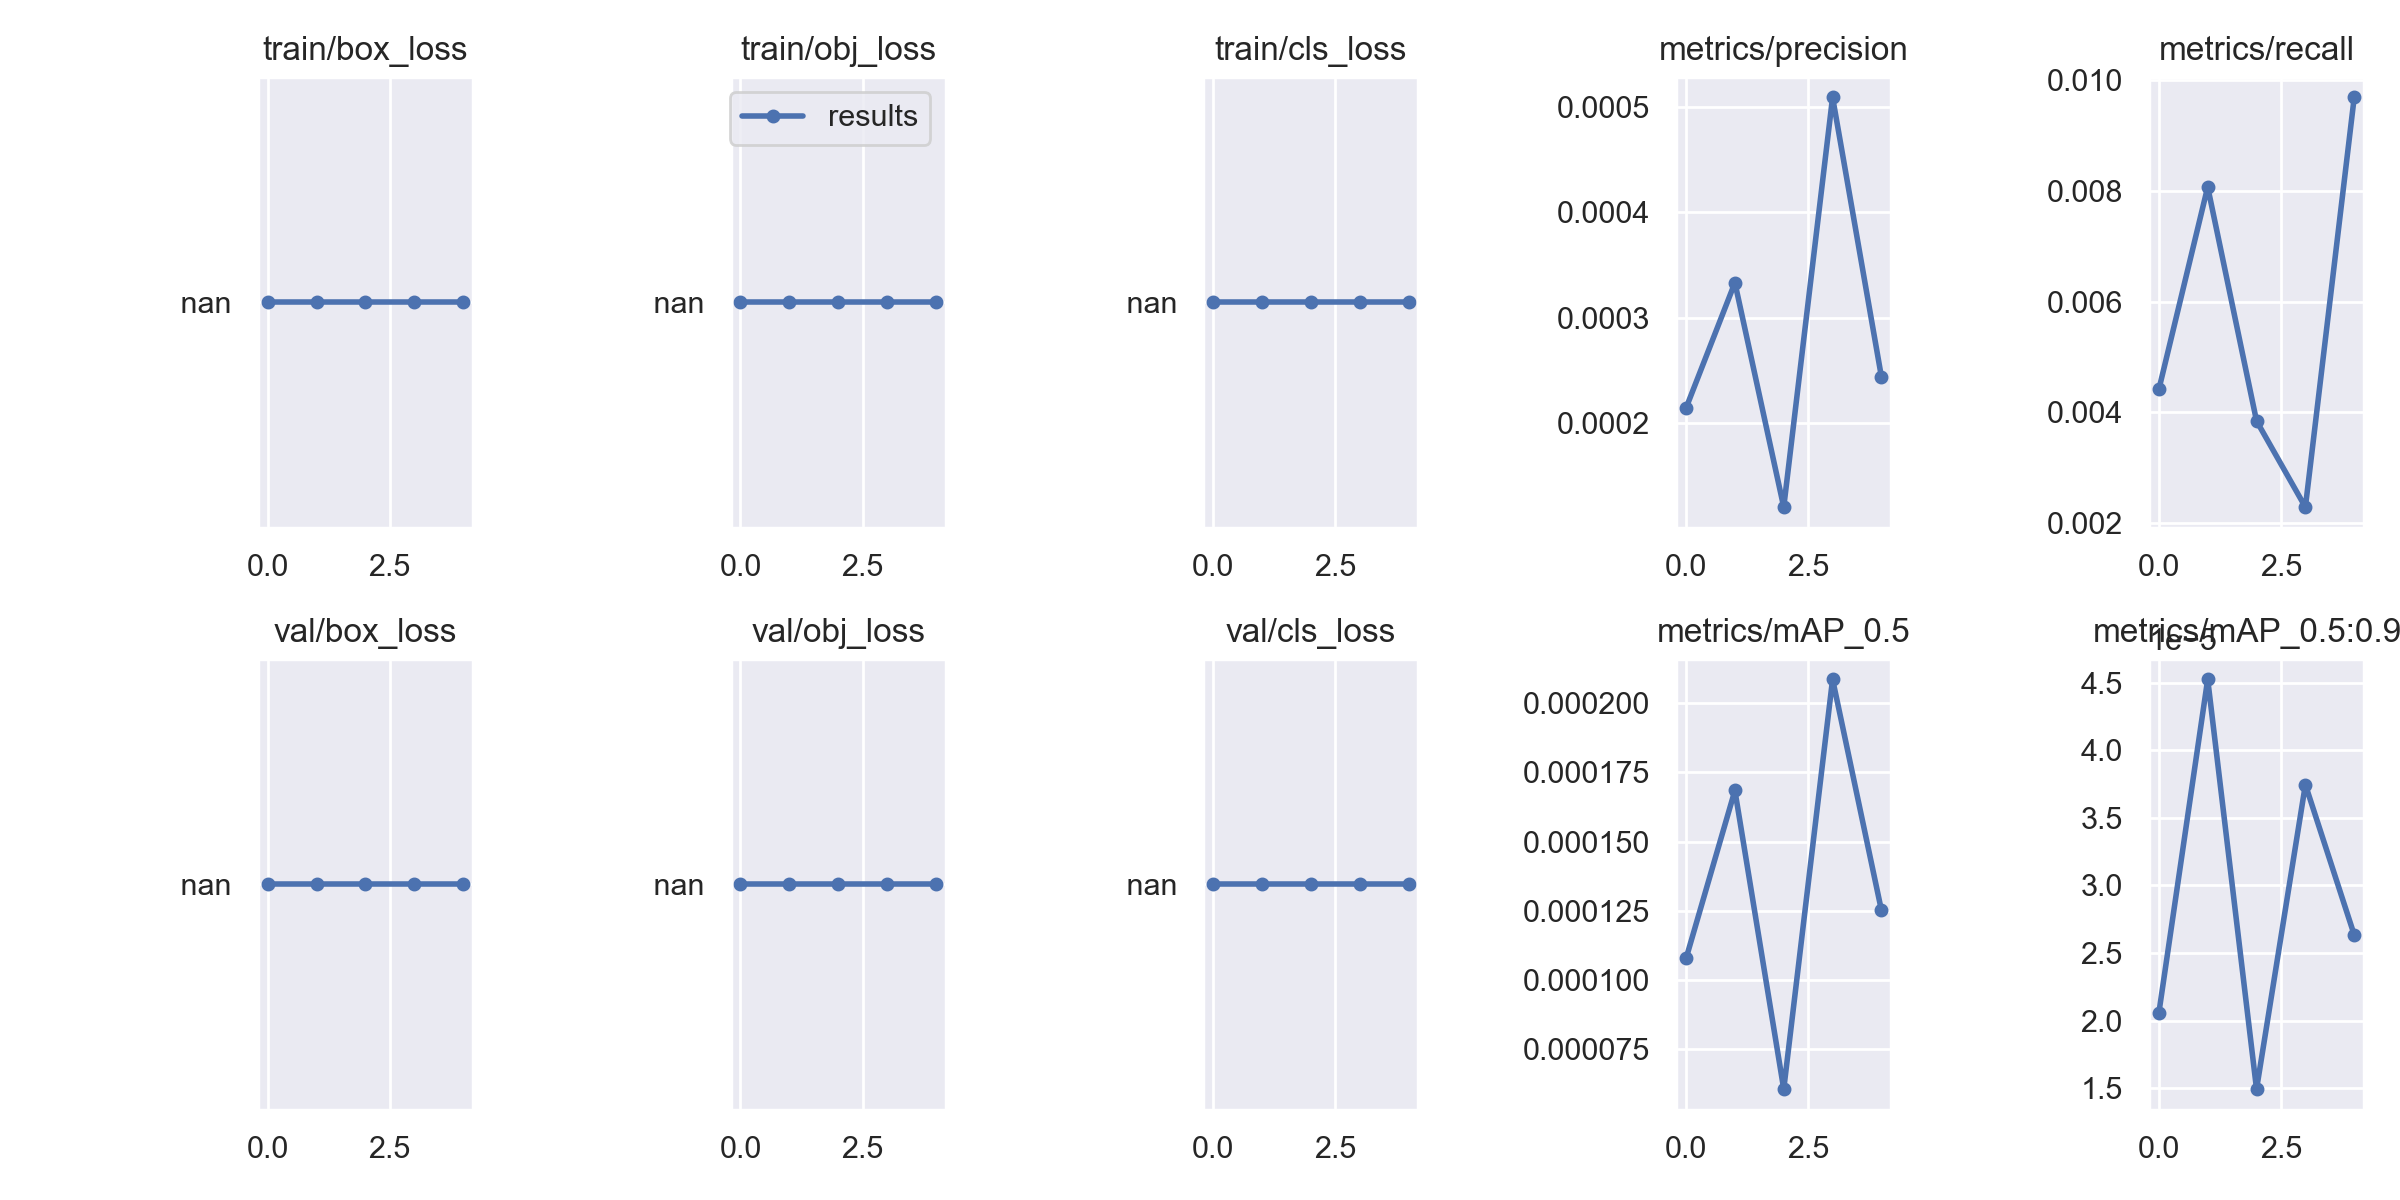 train/box_loss
train/obj_loss
train/cls_loss
metrics/precision
metrics/recall
results
nan
0.0 2.5
nan
0.0 2.5
nan
0.0 2.5
0.0005
0.0004
0.0003
0.0002
0.0 2.5
0.010
0.008
0.006
0.004
0.002
0.0 2.5
val/box_loss
val/obj_loss
val/cls_loss
metrics/mAP_0.5
metrics/mAP_0.5:0.9
nan
0.0 2.5
nan
0.0 2.5
nan
0.0 2.5
0.000200
0.000175
0.000150
0.000125
0.000100
0.000075
0.0 2.5
1e−5
4.5
4.0
3.5
3.0
2.5
2.0
1.5
0.0 2.5